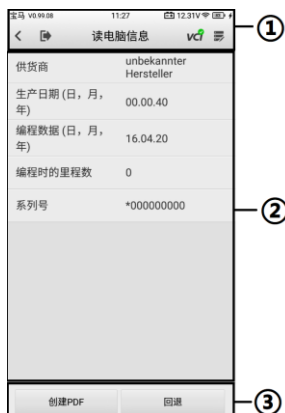 宝马 V0.99.08 11:27 12.31V
读电脑信息 VCI
①
供货商 unbekannter
Hersteller
生产日期 (日，月，
年) 00.00.40
编程数据 (日，月，
年) 16.04.20
编程时的里程数 0
系列号 *000000000
②
创建PDF 回退
③